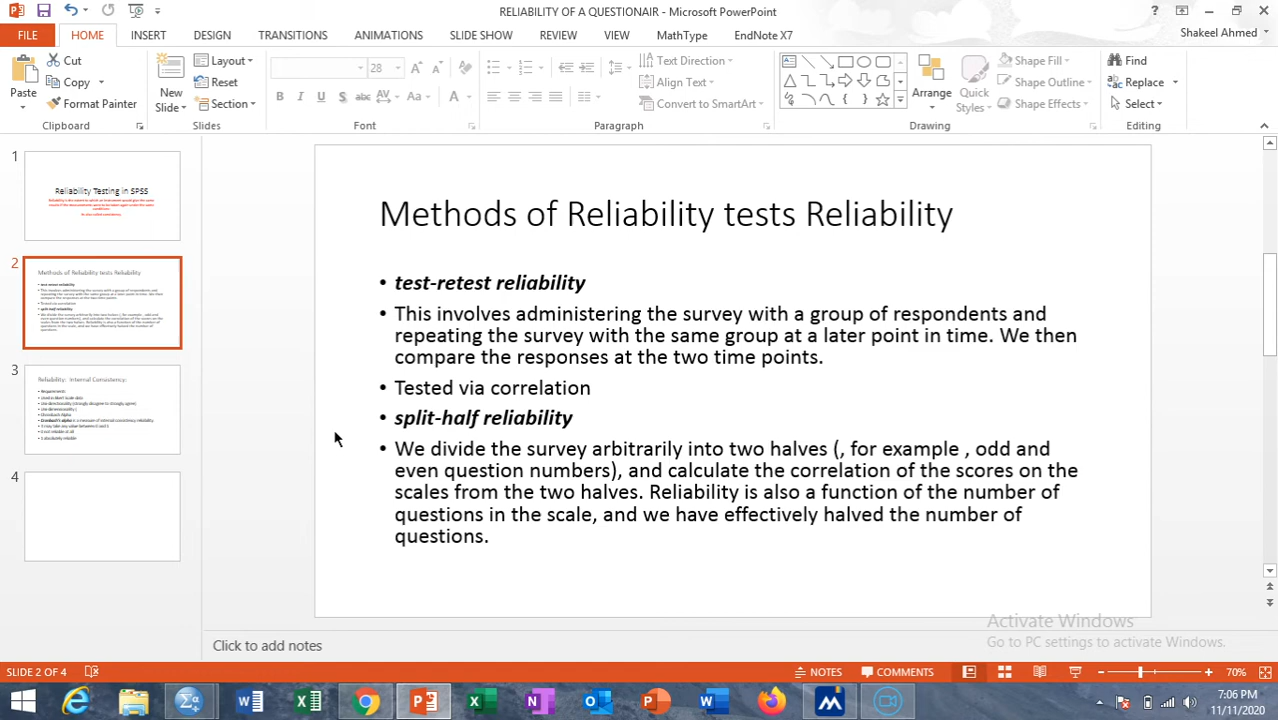 RELIABILITY OF A QUESTIONAIR - Microsoft PowerPoint
FILE HOME INSERT DESIGN TRANSITIONS ANIMATIONS SLIDE SHOW REVIEW VIEW MathType EndNote X7 Shakeel Ahmed
Paste
Cut
Copy
Format Painter
Clipboard
New Slide
Layout
Reset
Section
Slides
28
Font
Text Direction
Align Text
Convert to SmartArt
Paragraph
Arrange
Quick Styles
Shape Fill
Shape Outline
Shape Effects
Drawing
Find
Replace
Select
Editing
1
Reliability Testing in SPSS
2
Methods of Reliability tests Reliability
3
Reliability: Internal Consistency:
4
Methods of Reliability tests Reliability
• test-retest reliability
• This involves administering the survey with a group of respondents and
repeating the survey with the same group at a later point in time. We then
compare the responses at the two time points.
• Tested via correlation
• split-half reliability
• We divide the survey arbitrarily into two halves (, for example , odd and
even question numbers), and calculate the correlation of the scores on the
scales from the two halves. Reliability is also a function of the number of
questions in the scale, and we have effectively halved the number of
questions.
Activate Windows
Go to PC settings to activate Windows.
Click to add notes
SLIDE 2 OF 4 NOTES COMMENTS 70%
7:06 PM
11/11/2020